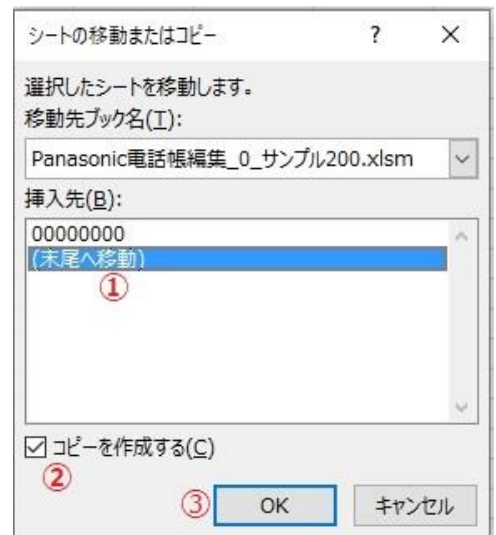 シートの移動またはコピー ? ×
選択したシートを移動します。
移動先ブック名(T):
Panasonic電話帳編集_0_サンプル200.xlsm
挿入先(B):
00000000
(末尾へ移動)
①
コピーを作成する(C)
②
③ OK キャンセル